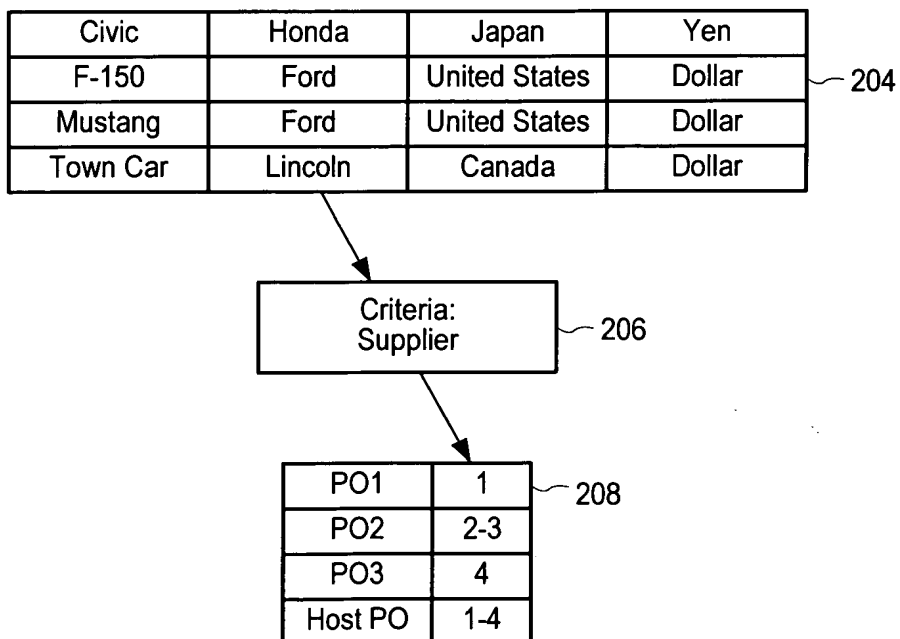 Civic Honda Japan Yen
F-150 Ford United States Dollar
204
Mustang Ford United States Dollar
Town Car Lincoln Canada Dollar
Criteria:
Supplier
206
PO1 1
208
PO2 2-3
PO3 4
Host PO 1-4